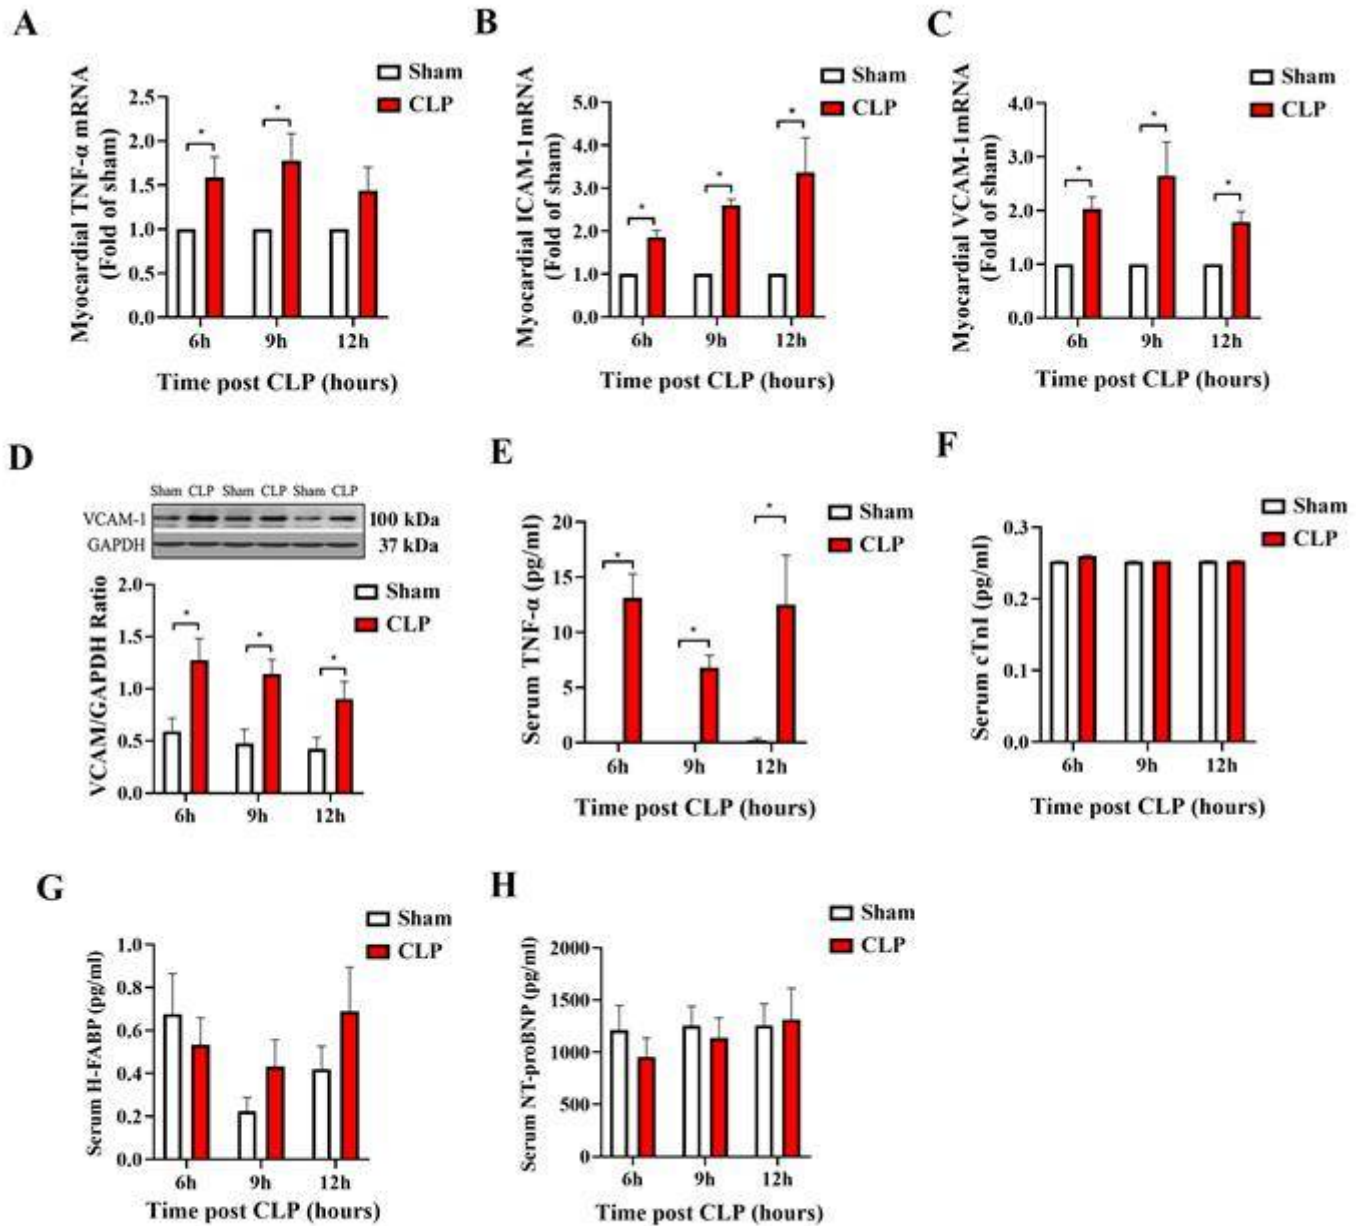 A
Sham
CLP
Myocardial TNF-α mRNA
(Fold of sham)
2.5
2.0
1.5
1.0
0.5
0.0
*
*
6h 9h 12h
Time post CLP (hours)
B
Sham
CLP
Myocardial ICAM-1mRNA
(Fold of sham)
5.0
4.0
3.0
2.0
1.0
0.0
*
*
*
6h 9h 12h
Time post CLP (hours)
C
Sham
CLP
Myocardial VCAM-1mRNA
(Fold of sham)
4.0
3.0
2.0
1.0
0.0
*
*
*
6h 9h 12h
Time post CLP (hours)
D
Sham CLP Sham CLP Sham CLP
VCAM-1 100 kDa
GAPDH 37 kDa
Sham
CLP
VCAM/GAPDH Ratio
2.0
1.5
1.0
0.5
0.0
*
*
*
6h 9h 12h
E
Sham
CLP
Serum TNF-α (pg/ml)
20
15
10
5
0
*
*
*
6h 9h 12h
Time post CLP (hours)
F
Sham
CLP
Serum cTnI (pg/ml)
0.3
0.2
0.1
0.0
6h 9h 12h
Time post CLP (hours)
G
Sham
CLP
Serum H-FABP (pg/ml)
1.0
0.8
0.6
0.4
0.2
0.0
6h 9h 12h
Time post CLP (hours)
H
Sham
CLP
Serum NT-proBNP (pg/ml)
2000
1500
1000
500
0
6h 9h 12h
Time post CLP (hours)